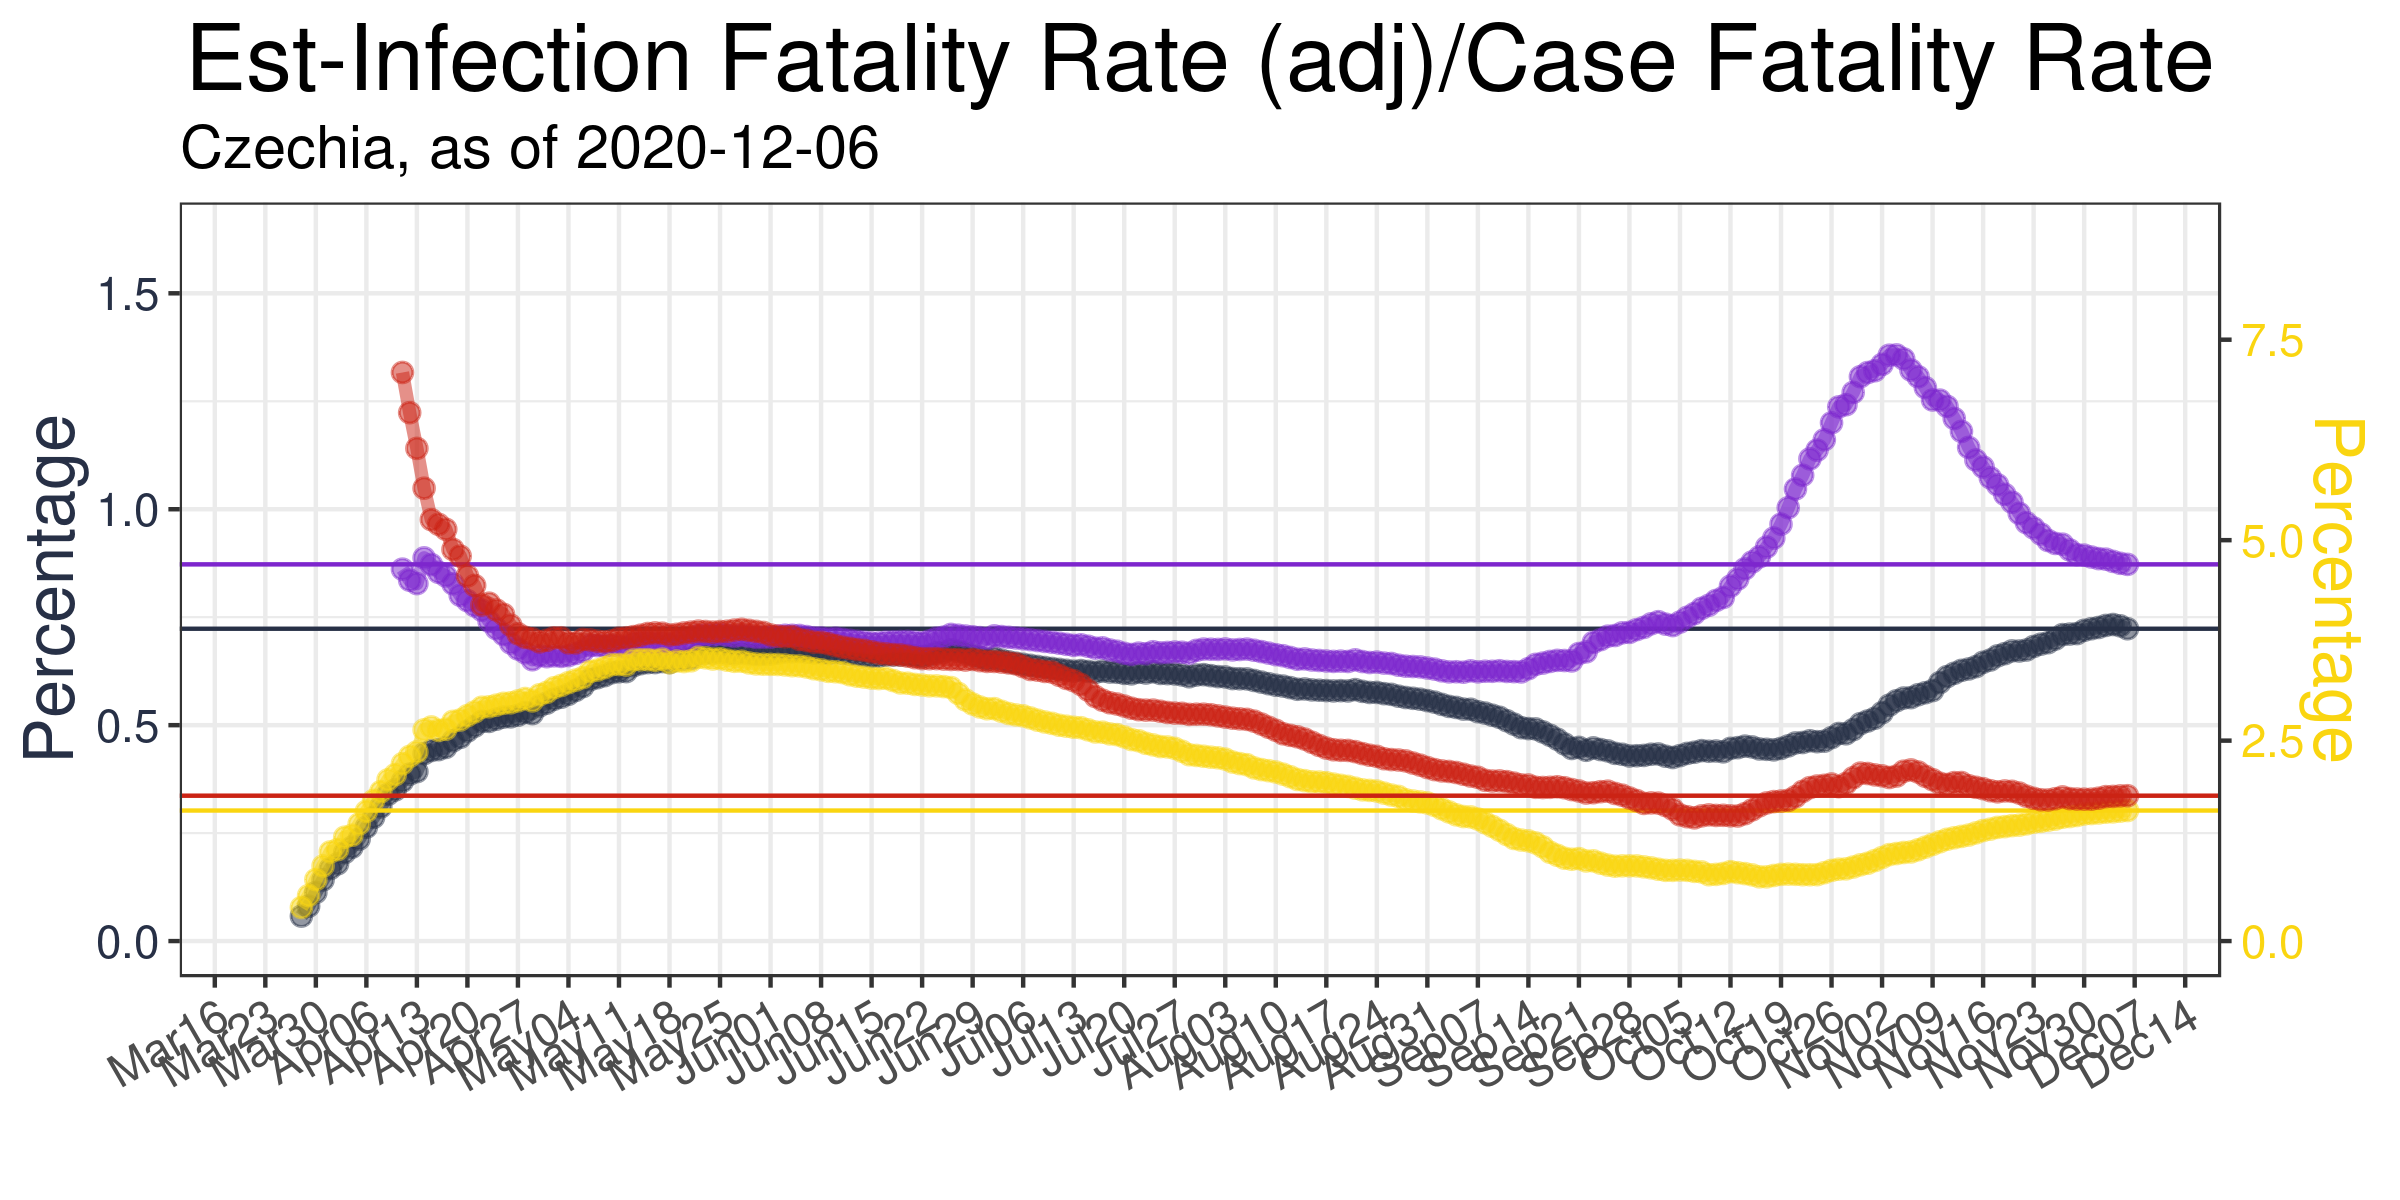 Est-Infection Fatality Rate (adj)/Case Fatality Rate
Czechia, as of 2020-12-06
Percentage
1.5
1.0
0.5
0.0
7.5
5.0
2.5
0.0
Percentage
Mar16
Mar23
Mar30
Apr06
Apr13
Apr20
Apr27
May04
May11
May18
May25
Jun01
Jun08
Jun15
Jun22
Jun29
Jul06
Jul13
Jul20
Jul27
Aug03
Aug10
Aug17
Aug24
Aug31
Sep07
Sep14
Sep21
Sep28
Oct05
Oct12
Oct19
Oct26
Nov02
Nov09
Nov16
Nov23
Nov30
Dec07
Dec14